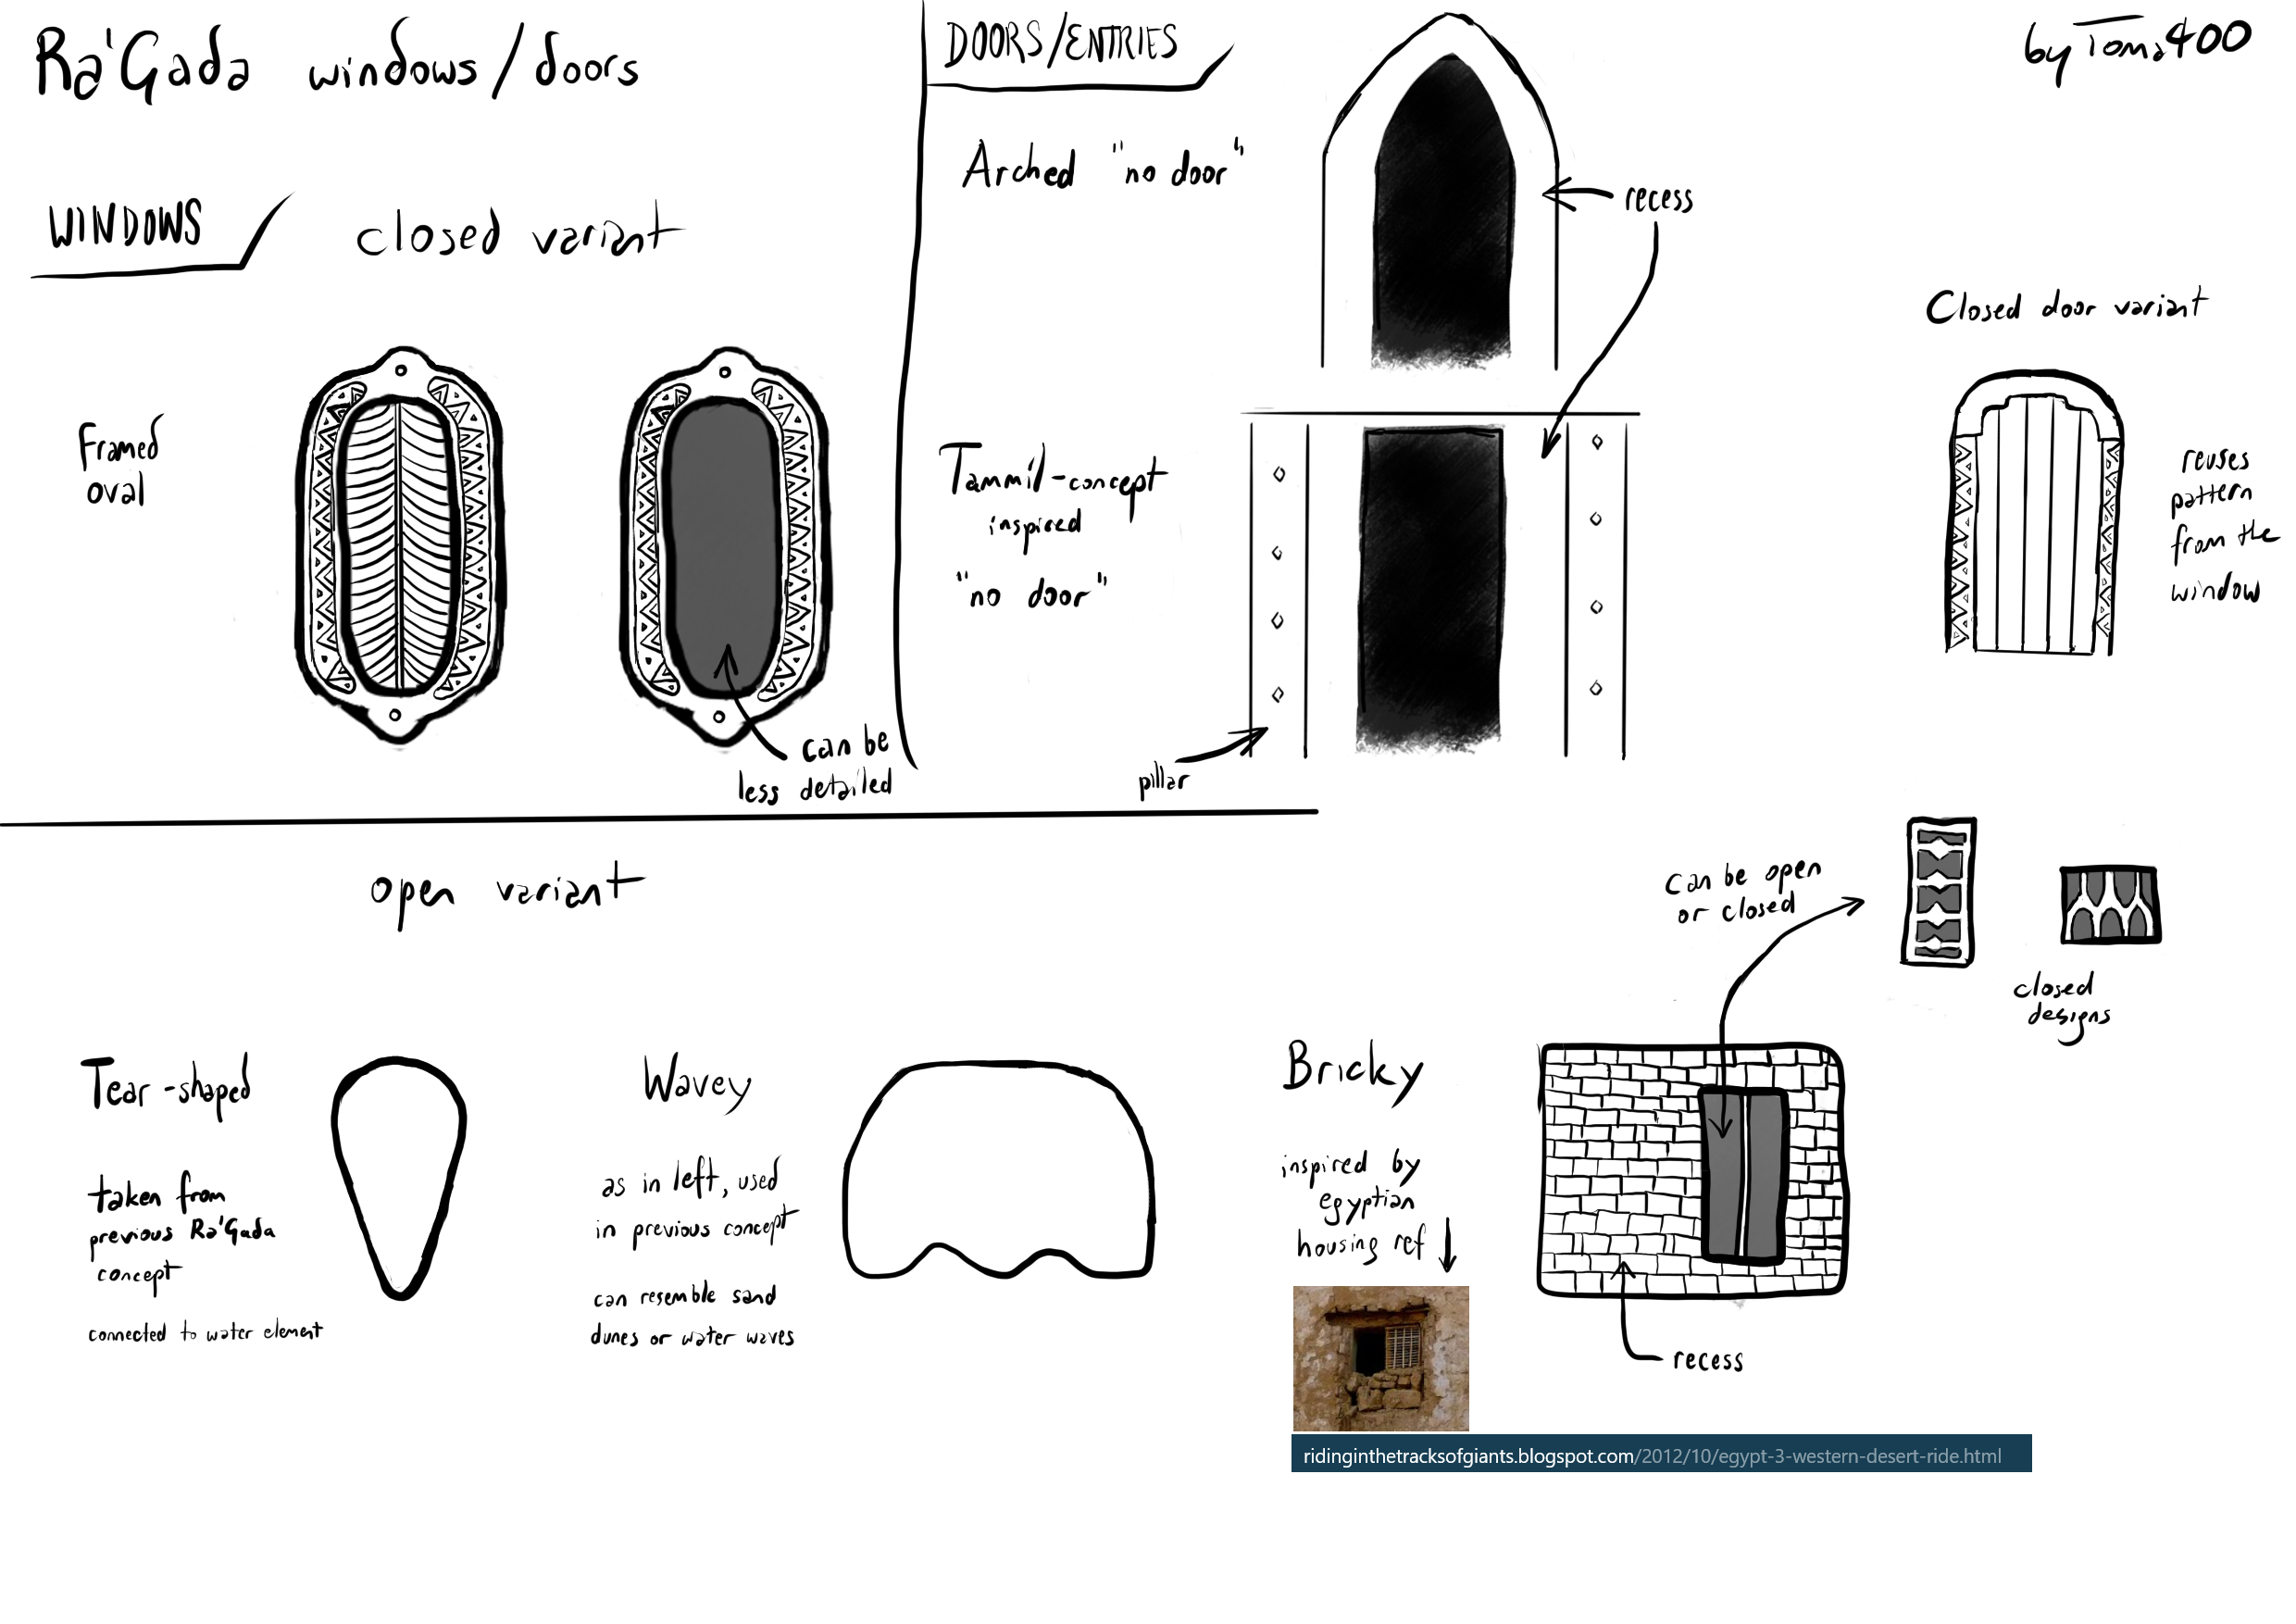 Ra'Gada windows/doors
by Toma400
WINDOWS
closed variant
Framed
oval
can be
less detailed
DOORS/ENTRIES
Arched "no door"
recess
Tammil-concept
inspired
"no door"
pillar
Closed door variant
reuses
pattern
from the
window
open variant
Tear-shaped
taken from
previous Ra'Gada
concept
connected to water element
Wavey
as in left, used
in previous concept
can resemble sand
dunes or water waves
Bricky
inspired by
egyptian
housing ref
can be open
or closed
closed
designs
recess
ridinginthetracksofgiants.blogspot.com/2012/10/egypt-3-western-desert-ride.html